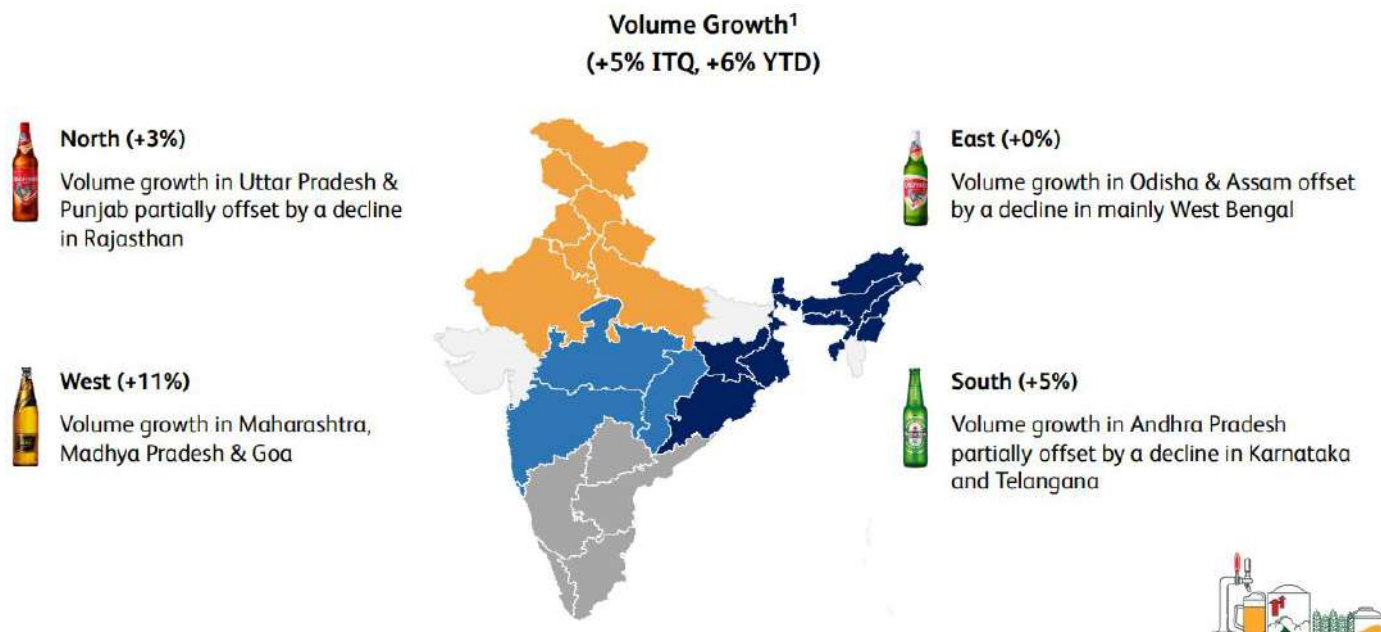 Volume Growth¹
(+5% ITQ, +6% YTD)
North (+3%)
Volume growth in Uttar Pradesh &
Punjab partially offset by a decline
in Rajasthan
East (+0%)
Volume growth in Odisha & Assam offset
by a decline in mainly West Bengal
West (+11%)
Volume growth in Maharashtra,
Madhya Pradesh & Goa
South (+5%)
Volume growth in Andhra Pradesh
partially offset by a decline in Karnataka
and Telangana